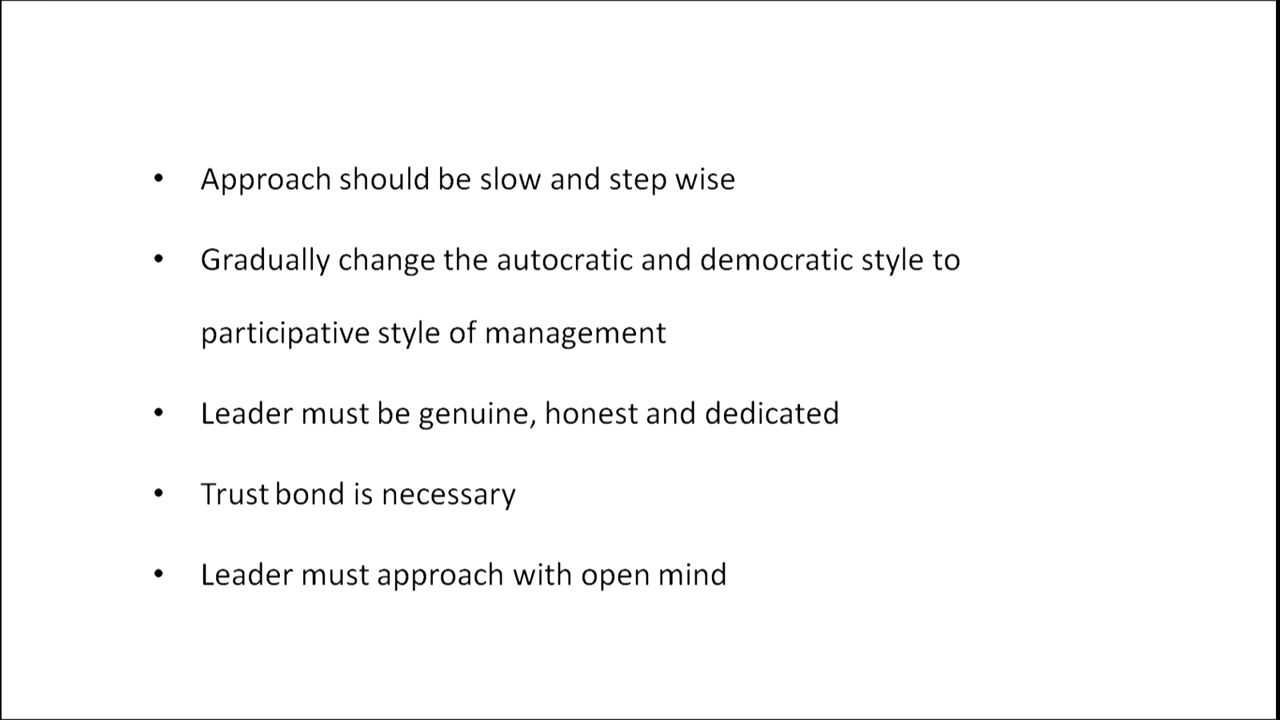 • Approach should be slow and step wise
• Gradually change the autocratic and democratic style to
participative style of management
• Leader must be genuine, honest and dedicated
• Trust bond is necessary
• Leader must approach with open mind